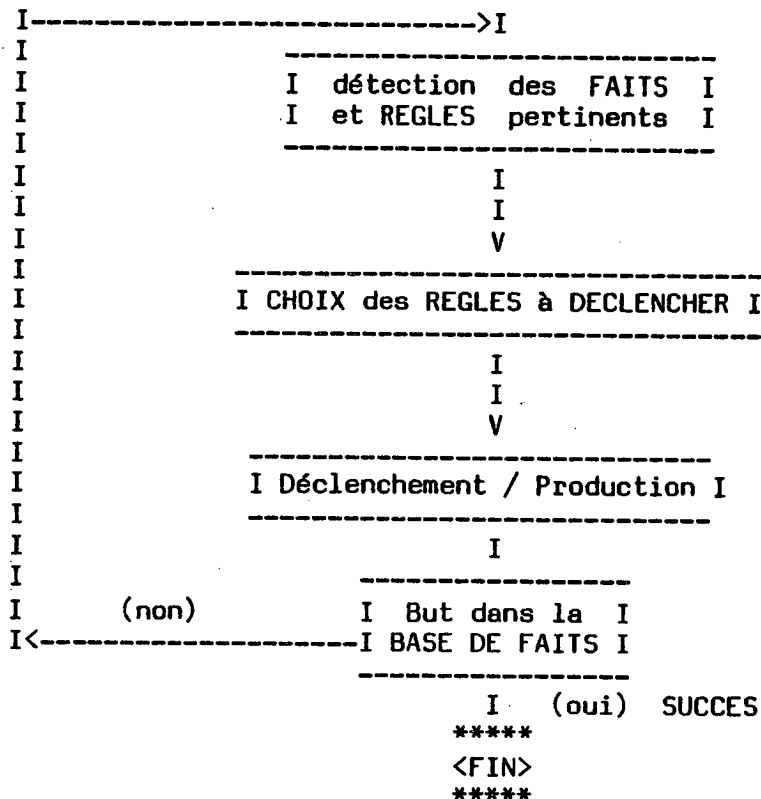 détection des FAITS
et REGLES pertinents
CHOIX des REGLES à DECLENCHER
Déclenchement / Production
(non) But dans la
BASE DE FAITS
(oui) SUCCES
*****
<FIN>
*****